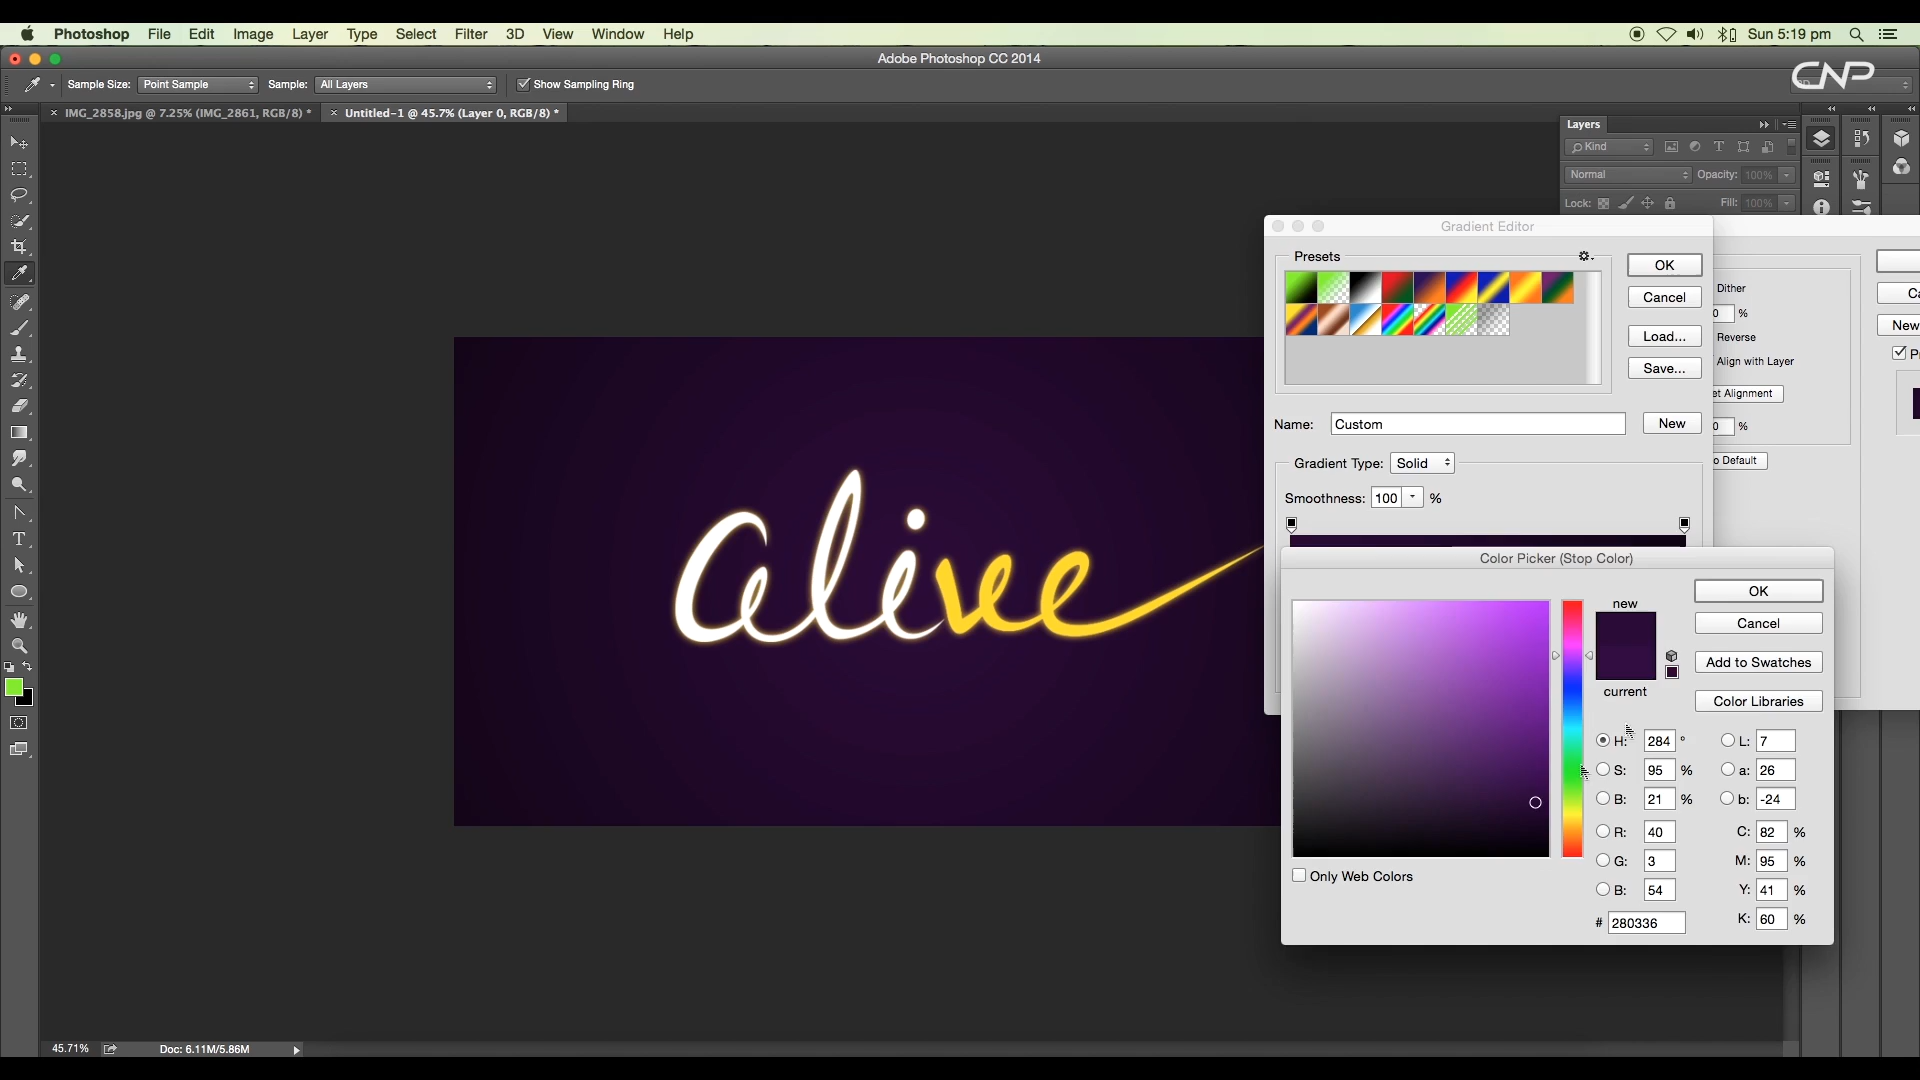 Photoshop File Edit Image Layer Type Select Filter 3D View Window Help Sun 5:19 pm
Adobe Photoshop CC 2014
Sample Size: Point Sample Sample: All Layers Show Sampling Ring
CNP
IMG_2858.jpg @ 7.25% (IMG_2861, RGB/8) * Untitled-1 @ 45.7% (Layer 0, RGB/8) *
Layers
Kind
Normal Opacity: 100%
Lock: Fill: 100%
Gradient Editor
Presets
OK
Cancel
Load...
Save...
Name: Custom New
Gradient Type: Solid
Smoothness: 100 %
Dither
0 %
Reverse
Align with Layer
et Alignment
0 %
o Default
Ca
New
Pr
alive
Color Picker (Stop Color)
new
current
OK
Cancel
Add to Swatches
Color Libraries
H: 284 ° L: 7
S: 95 % a: 26
B: 21 % b: -24
R: 40 C: 82 %
G: 3 M: 95 %
B: 54 Y: 41 %
# 280336 K: 60 %
Only Web Colors
45.71% Doc: 6.11M/5.86M